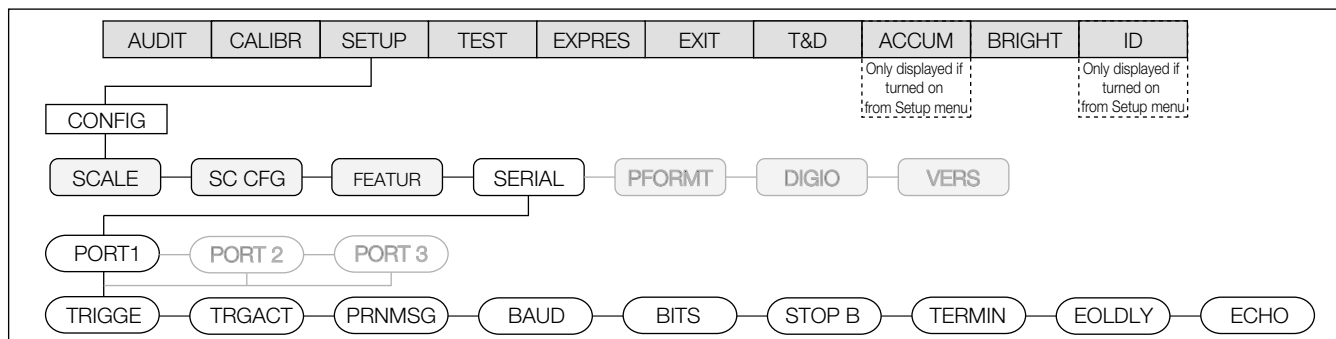 AUDIT CALIBR SETUP TEST EXPRES EXIT T&D ACCUM BRIGHT ID
Only displayed if
turned on
from Setup menu
Only displayed if
turned on
from Setup menu
CONFIG
SCALE SC CFG FEATUR SERIAL PFORMT DIGIO VERS
PORT1 PORT 2 PORT 3
TRIGGE TRGACT PRNMSG BAUD BITS STOP B TERMIN EOLDLY ECHO